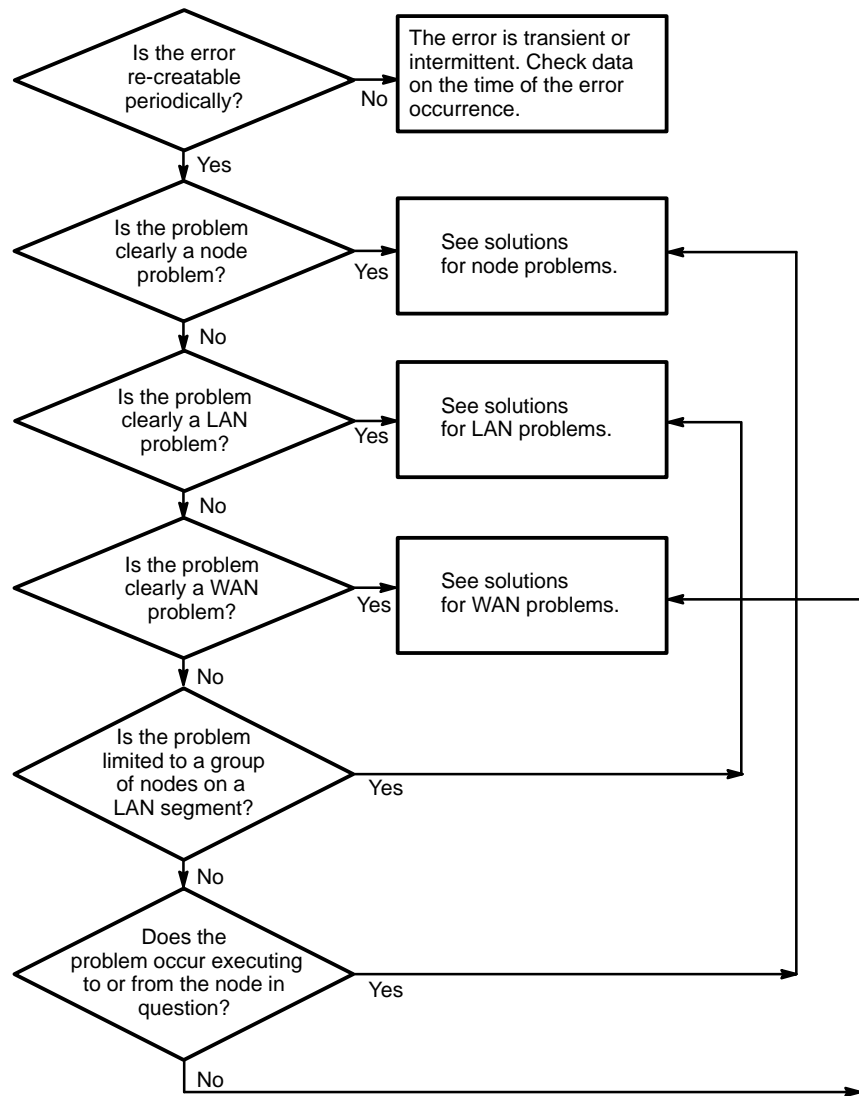 Is the error
re-creatable
periodically?
No
The error is transient or
intermittent. Check data
on the time of the error
occurrence.
Yes
Is the problem
clearly a node
problem?
Yes
See solutions
for node problems.
No
Is the problem
clearly a LAN
problem?
Yes
See solutions
for LAN problems.
No
Is the problem
clearly a WAN
problem?
Yes
See solutions
for WAN problems.
No
Is the problem
limited to a group
of nodes on a
LAN segment?
Yes
No
Does the
problem occur executing
to or from the node in
question?
Yes
No